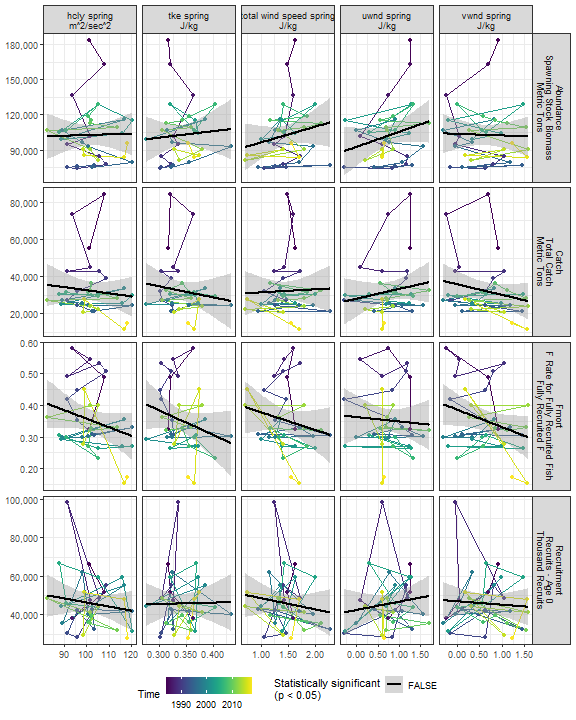 hcly spring
m^2/sec^2
tke spring
J/kg
total wind speed spring
J/kg
uwnd spring
J/kg
vwnd spring
J/kg
180,000
150,000
120,000
90,000
Abundance
Spawning Stock Biomass
Metric Tons
80,000
60,000
40,000
20,000
Catch
Total Catch
Metric Tons
0.60
0.50
0.40
0.30
0.20
Fmort
F Rate for Fully Recruited Fish
Fully Recruited F
100,000
80,000
60,000
40,000
Recruitment
Recruits - Age 0
Thousand Recruits
90 100 110 120
0.300 0.350 0.400
1.00 1.50 2.00
0.00 0.50 1.00 1.50
0.00 0.50 1.00 1.50
Time
1990 2000 2010
Statistically significant
(p < 0.05)
FALSE